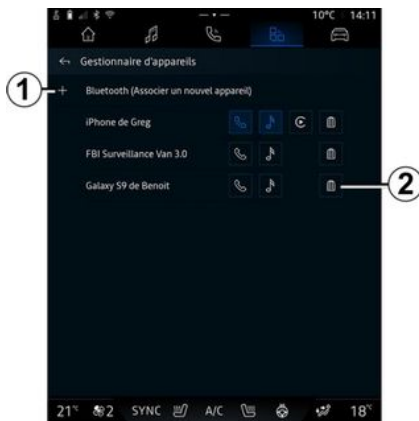 10°C 14:11
Gestionnaire d'appareils
+ Bluetooth (Associer un nouvel appareil)
1
iPhone de Greg
FBI Surveillance Van 3.0
Galaxy S9 de Benoit
2
21°C 2 SYNC A/C 18°C